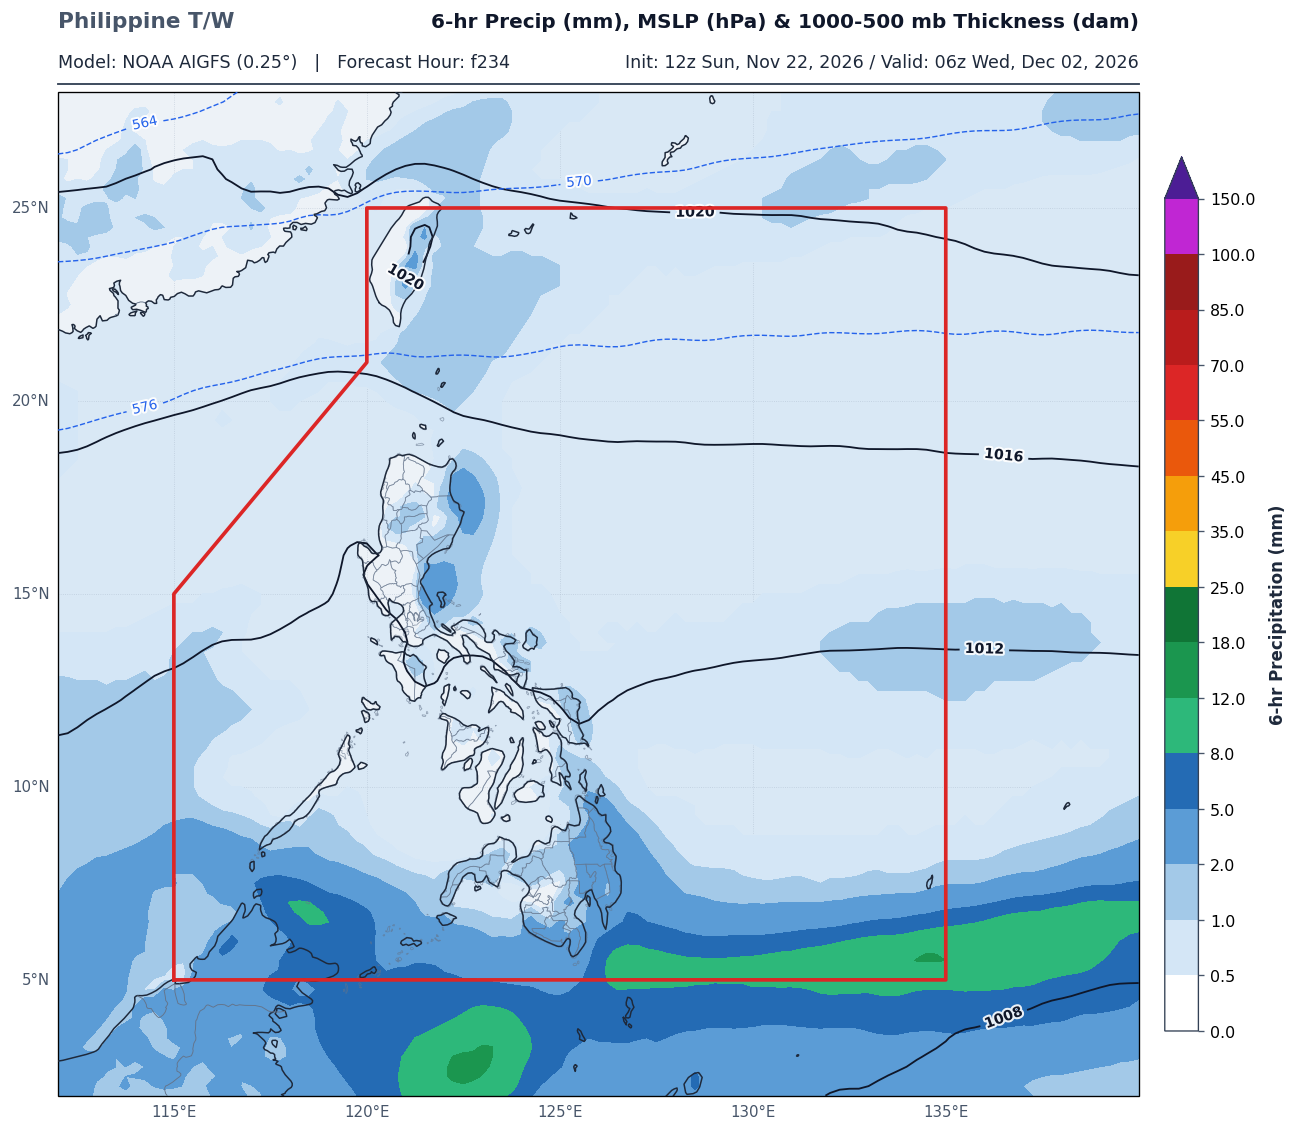 Philippine T/W
6-hr Precip (mm), MSLP (hPa) & 1000-500 mb Thickness (dam)
Model: NOAA AIGFS (0.25°)   |   Forecast Hour: f234
Init: 12z Sun, Nov 22, 2026 / Valid: 06z Wed, Dec 02, 2026
564
570
1020
1020
576
1016
1012
1008
25°N
20°N
15°N
10°N
5°N
115°E
120°E
125°E
130°E
135°E
150.0
100.0
85.0
70.0
55.0
45.0
35.0
25.0
18.0
12.0
8.0
5.0
2.0
1.0
0.5
0.0
6-hr Precipitation (mm)